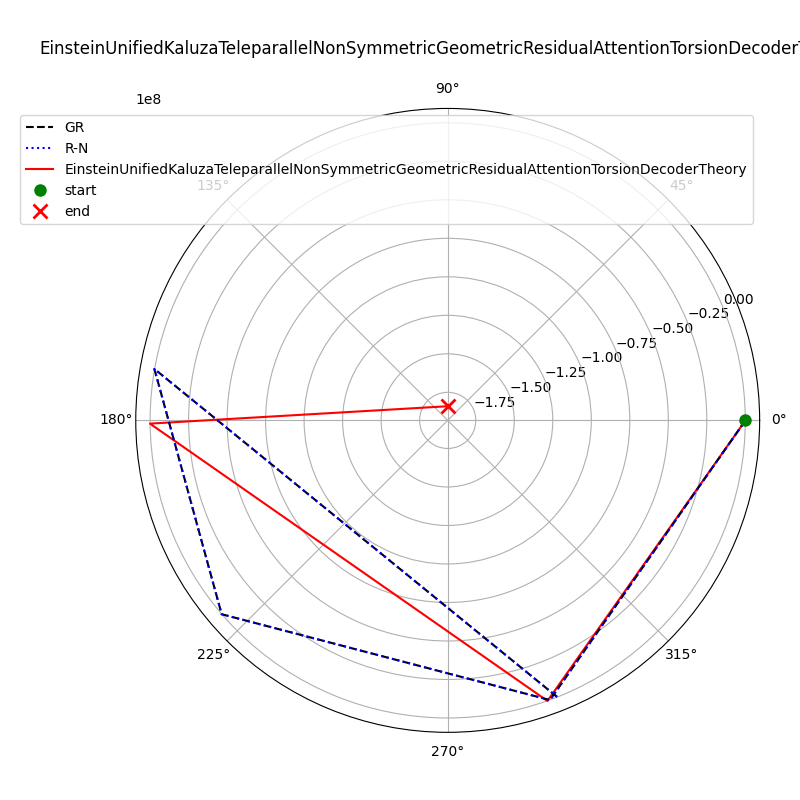 EinsteinUnifiedKaluzaTeleparallelNonSymmetricGeometricResidualAttentionTorsionDecoder
90°
1e8
GR
R-N
EinsteinUnifiedKaluzaTeleparallelNonSymmetricGeometricResidualAttentionTorsionDecoderTheory
135°
45°
start
end
0.00
−0.25
−0.50
−0.75
−1.00
−1.25
−1.50
−1.75
180°
0°
225°
315°
270°